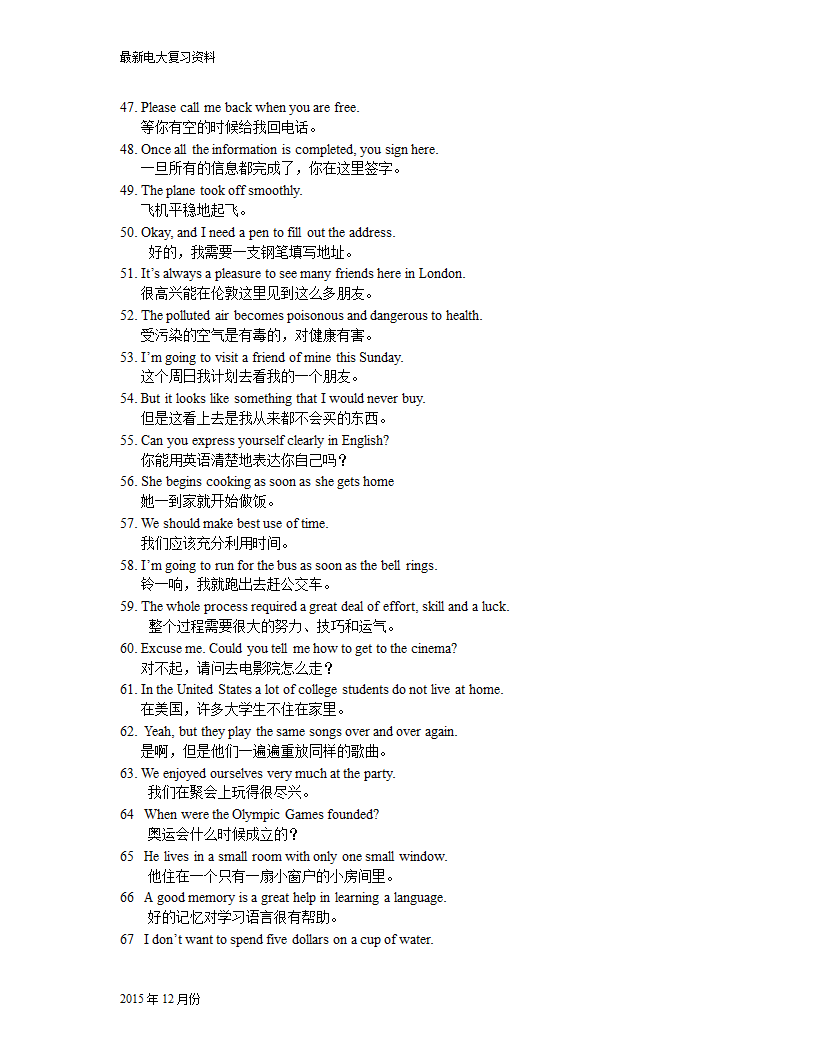 最新电大复习资料
47. Please call me back when you are free.
等你有空的时候给我回电话。
48. Once all the information is completed, you sign here.
一旦所有的信息都完成了，你在这里签字。
49. The plane took off smoothly.
飞机平稳地起飞。
50. Okay, and I need a pen to fill out the address.
好的，我需要一支钢笔填写地址。
51. It’s always a pleasure to see many friends here in London.
很高兴能在伦敦这里见到这么多朋友。
52. The polluted air becomes poisonous and dangerous to health.
受污染的空气是有毒的，对健康有害。
53. I’m going to visit a friend of mine this Sunday.
这个周日我计划去看我的一个朋友。
54. But it looks like something that I would never buy.
但是这看上去是我从来都不会买的东西。
55. Can you express yourself clearly in English?
你能用英语清楚地表达你自己吗？
56. She begins cooking as soon as she gets home
她一到家就开始做饭。
57. We should make best use of time.
我们应该充分利用时间。
58. I’m going to run for the bus as soon as the bell rings.
铃一响，我就跑出去赶公交车。
59. The whole process required a great deal of effort, skill and a luck.
整个过程需要很大的努力、技巧和运气。
60. Excuse me. Could you tell me how to get to the cinema?
对不起，请问去电影院怎么走？
61. In the United States a lot of college students do not live at home.
在美国，许多大学生不住在家里。
62. Yeah, but they play the same songs over and over again.
是啊，但是他们一遍遍重放同样的歌曲。
63. We enjoyed ourselves very much at the party.
我们在聚会上玩得很尽兴。
64 When were the Olympic Games founded?
奥运会什么时候成立的？
65 He lives in a small room with only one small window.
他住在一个只有一扇小窗户的小房间里。
66 A good memory is a great help in learning a language.
好的记忆对学习语言很有帮助。
67 I don’t want to spend five dollars on a cup of water.
2015 年 12 月份